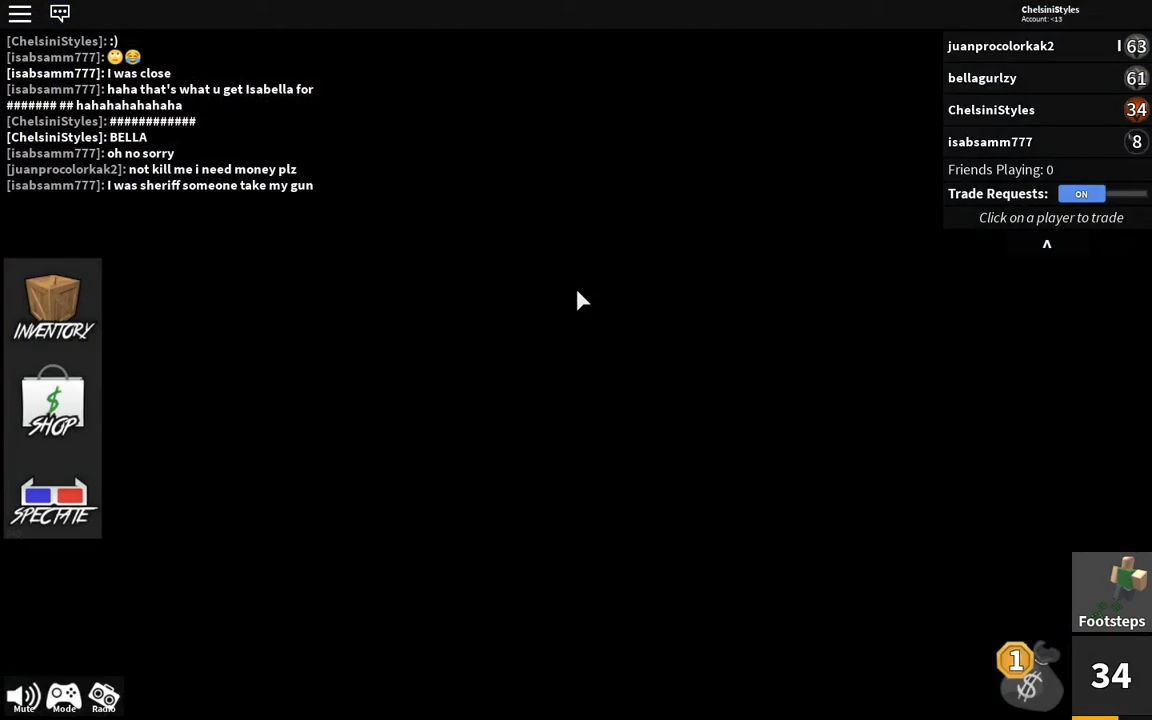 ChelsiniStyles
Account: <13
[ChelsiniStyles]: :)
[isabsamm777]: 🙄😂
[isabsamm777]: I was close
[isabsamm777]: haha that's what u get Isabella for
####### ## hahahahahahaha
[ChelsiniStyles]: ############
[ChelsiniStyles]: BELLA
[isabsamm777]: oh no sorry
[juanprocolorkak2]: not kill me i need money plz
[isabsamm777]: I was sheriff someone take my gun
juanprocolorkak2 I 63
bellagurlzy 61
ChelsiniStyles 34
isabsamm777 8
Friends Playing: 0
Trade Requests: ON
Click on a player to trade
^
INVENTORY
$
SHOP
SPECTATE
Footsteps
1
$
34
Mute
Mode
Radio